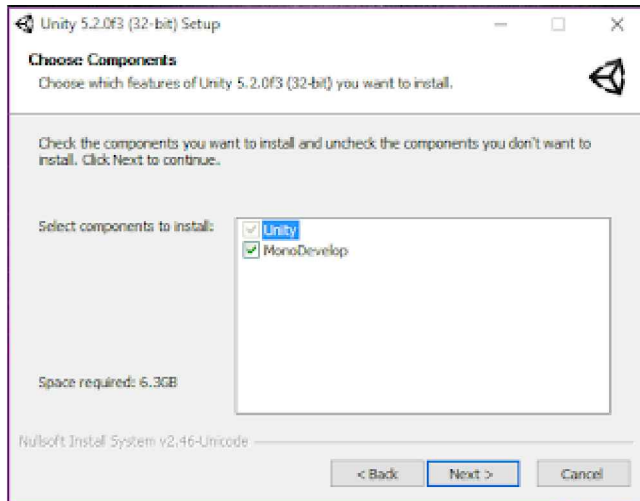 Unity 5.2.0f3 (32-bit) Setup
Choose Components
Choose which features of Unity 5.2.0f3 (32-bit) you want to install.
Check the components you want to install and uncheck the components you don't want to
install. Click Next to continue.
Select components to install:
Unity
MonoDevelop
Space required: 6.3GB
Nullsoft Install System v2.46-Unicode
< Back
Next >
Cancel